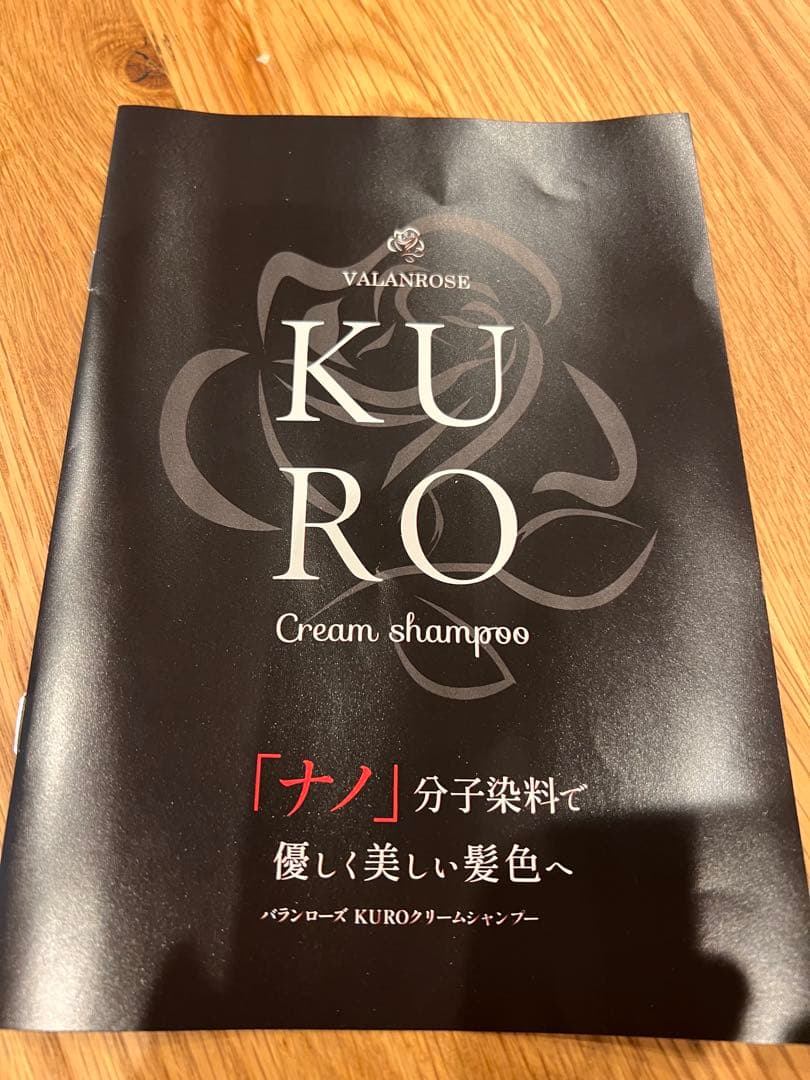 VALANROSE
KU
RO
Cream shampoo
「ナノ」分子染料で
優しく美しい髪色へ
バランローズ KUROクリームシャンプー